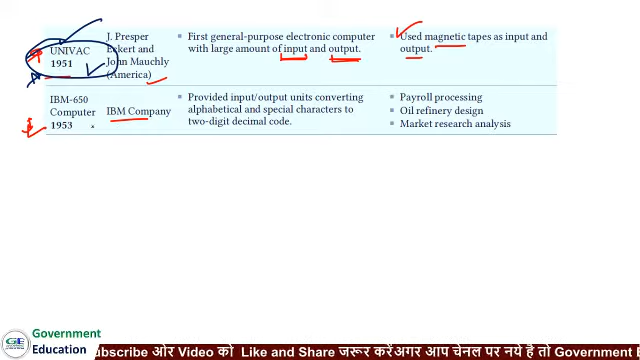 UNIVAC
1951
J. Presper
Eckert and
John Mauchly
(America)
▪ First general-purpose electronic computer
with large amount of input and output.
▪ Used magnetic tapes as input and
output.
IBM-650
Computer
1953
IBM Company
▪ Provided input/output units converting
alphabetical and special characters to
two-digit decimal code.
▪ Payroll processing
▪ Oil refinery design
▪ Market research analysis
GE
Government
Education
ubscribe ओर Video को Like and Share जरूर करेंअगर आप चेनल पर नये है तो Government